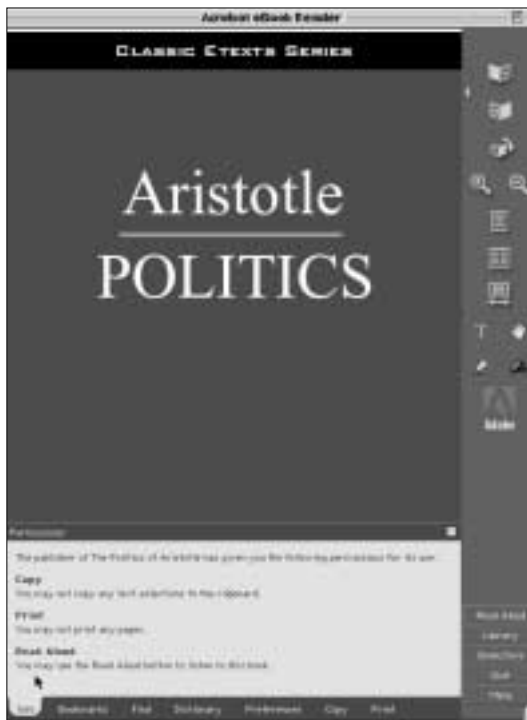 Acrobat eBook Reader
CLASSIC ETEXTS SERIES
Aristotle
POLITICS
T
Adobe
Permissions
The publisher of The Politics of Aristotle has given you the following permissions for its use:
Copy
You may not copy any text selections to the clipboard.
Print
You may not print any pages.
Read Aloud
You may use the Read Aloud button to listen to this book.
Read Aloud
Library
Bookstore
Quit
Bookmarks Find Dictionary Preferences Copy Print